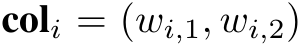 col_i = (w_{i,1}, w_{i,2})